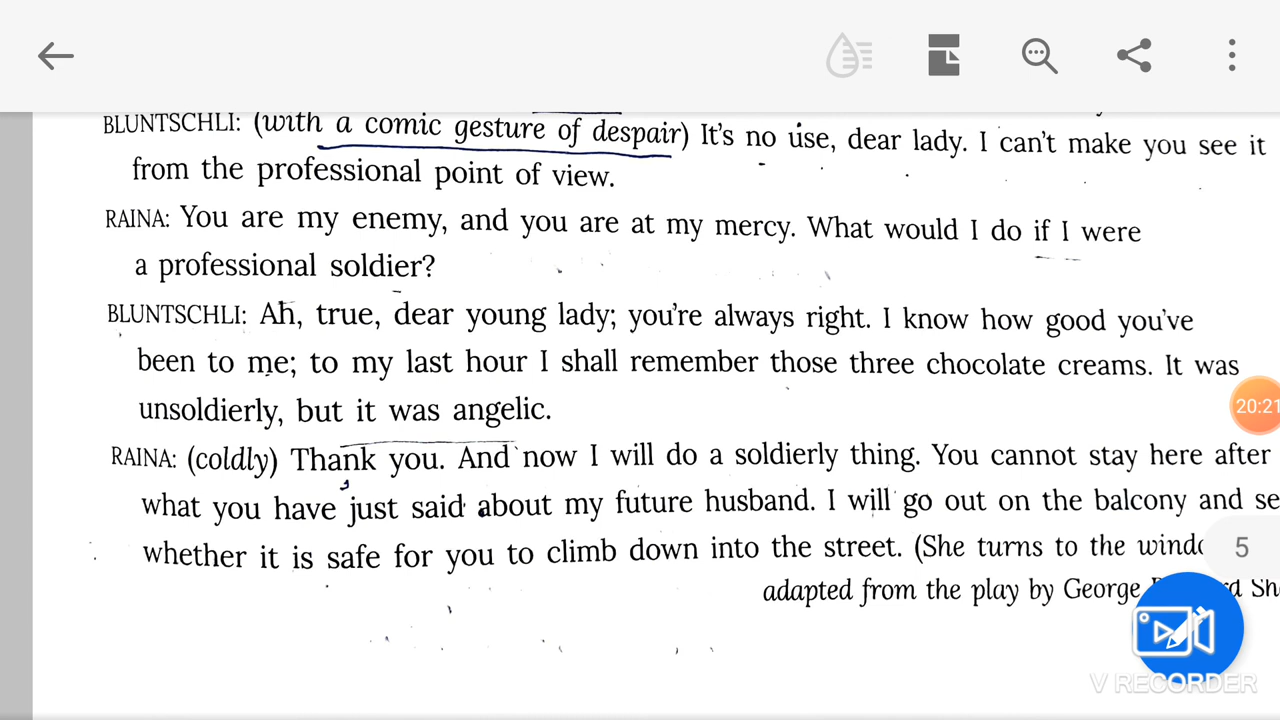 BLUNTSCHLI: (with a comic gesture of despair) It's no use, dear lady. I can't make you see it
from the professional point of view.
RAINA: You are my enemy, and you are at my mercy. What would I do if I were
a professional soldier?
BLUNTSCHLI: Ah, true, dear young lady; you're always right. I know how good you've
been to me; to my last hour I shall remember those three chocolate creams. It was
unsoldierly, but it was angelic.
20:21
RAINA: (coldly) Thank you. And now I will do a soldierly thing. You cannot stay here after
what you have just said about my future husband. I will go out on the balcony and se
whether it is safe for you to climb down into the street. (She turns to the
5
adapted from the play by George
V RECORDER